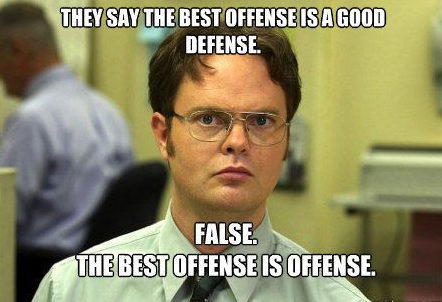 THEY SAY THE BEST OFFENSE IS A GOOD
DEFENSE.
FALSE.
THE BEST OFFENSE IS OFFENSE.